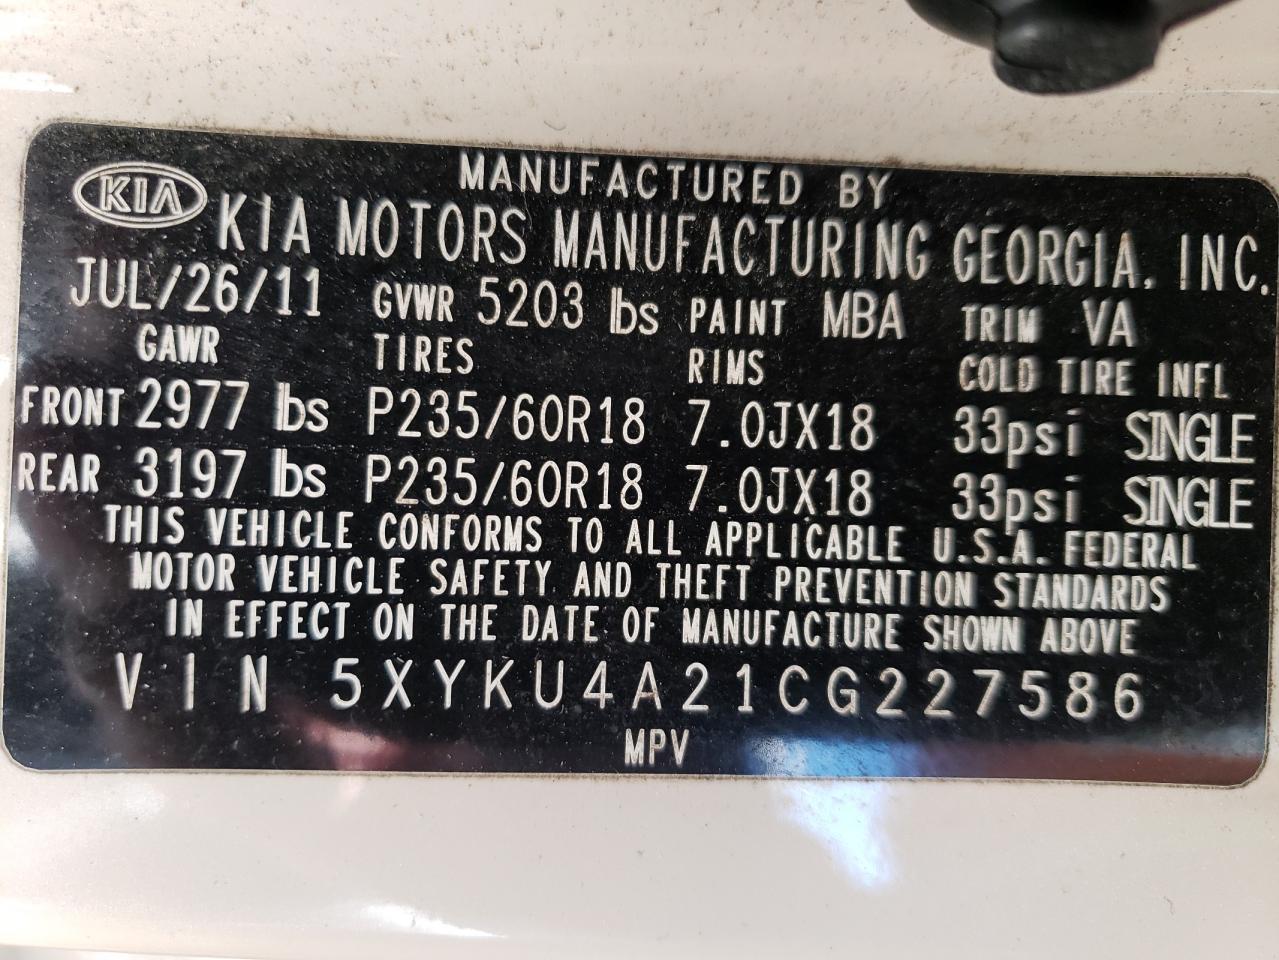 MANUFACTURED BY
KIA KIA MOTORS MANUFACTURING GEORGIA, INC.
JUL/26/11 GVWR 5203 lbs PAINT MBA TRIM VA
GAWR TIRES RIMS COLD TIRE INFL
FRONT 2977 lbs P235/60R18 7.0JX18 33psi SINGLE
REAR 3197 lbs P235/60R18 7.0JX18 33psi SINGLE
THIS VEHICLE CONFORMS TO ALL APPLICABLE U.S.A. FEDERAL
MOTOR VEHICLE SAFETY AND THEFT PREVENTION STANDARDS
IN EFFECT ON THE DATE OF MANUFACTURE SHOWN ABOVE
VIN 5XYKU4A21CG227586
MPV